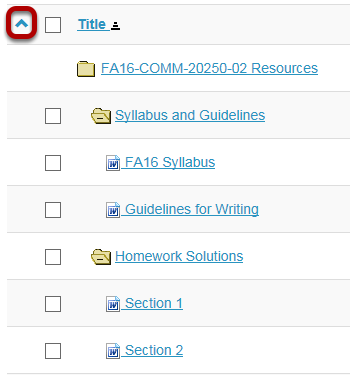 Title
FA16-COMM-20250-02 Resources
Syllabus and Guidelines
FA16 Syllabus
Guidelines for Writing
Homework Solutions
Section 1
Section 2